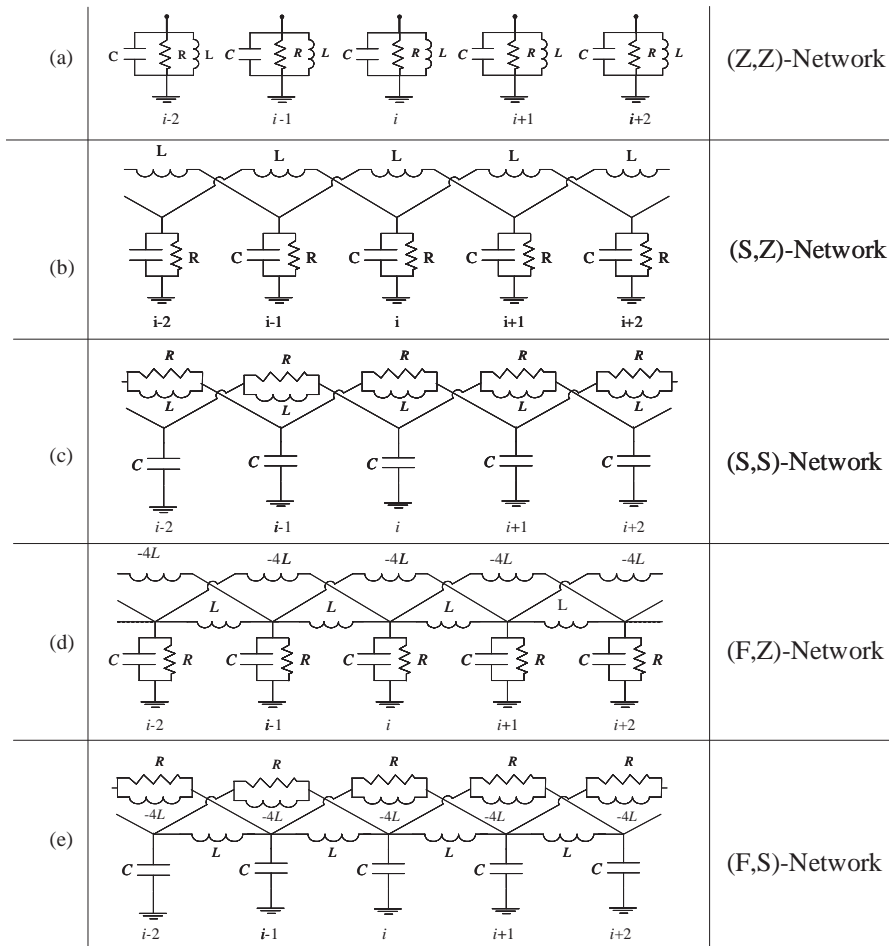 (a) C R L C R L C R L C R L C R L (Z,Z)-Network
i-2 i-1 i i+1 i+2
L L L L L
(b) R C R C R C R C R (S,Z)-Network
i-2 i-1 i i+1 i+2
R R R R R
L L L L L
(c) C C C C C (S,S)-Network
i-2 i-1 i i+1 i+2
-4L -4L -4L -4L -4L
L L L L
(d) C R C R C R C R C R (F,Z)-Network
i-2 i-1 i i+1 i+2
R R R R R
-4L -4L -4L -4L -4L
L L L L
(e) C C C C C (F,S)-Network
i-2 i-1 i i+1 i+2